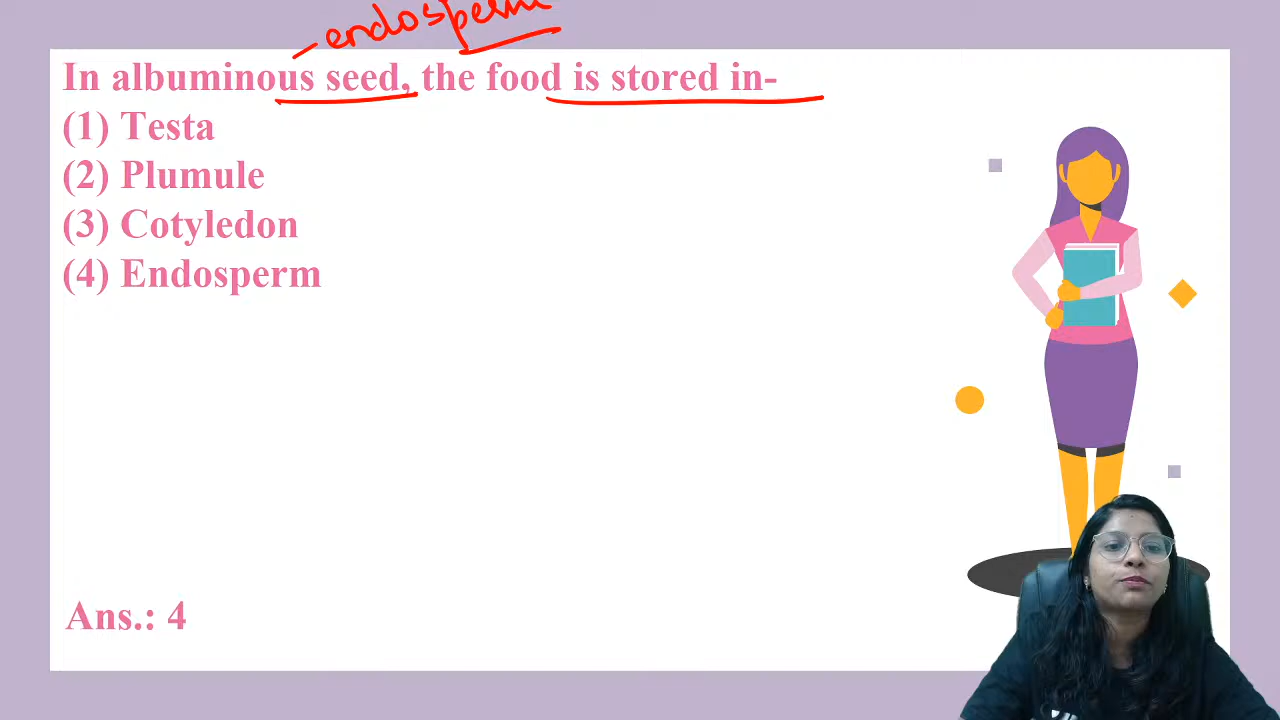 -endosperm
In albuminous seed, the food is stored in-
(1) Testa
(2) Plumule
(3) Cotyledon
(4) Endosperm
Ans.: 4